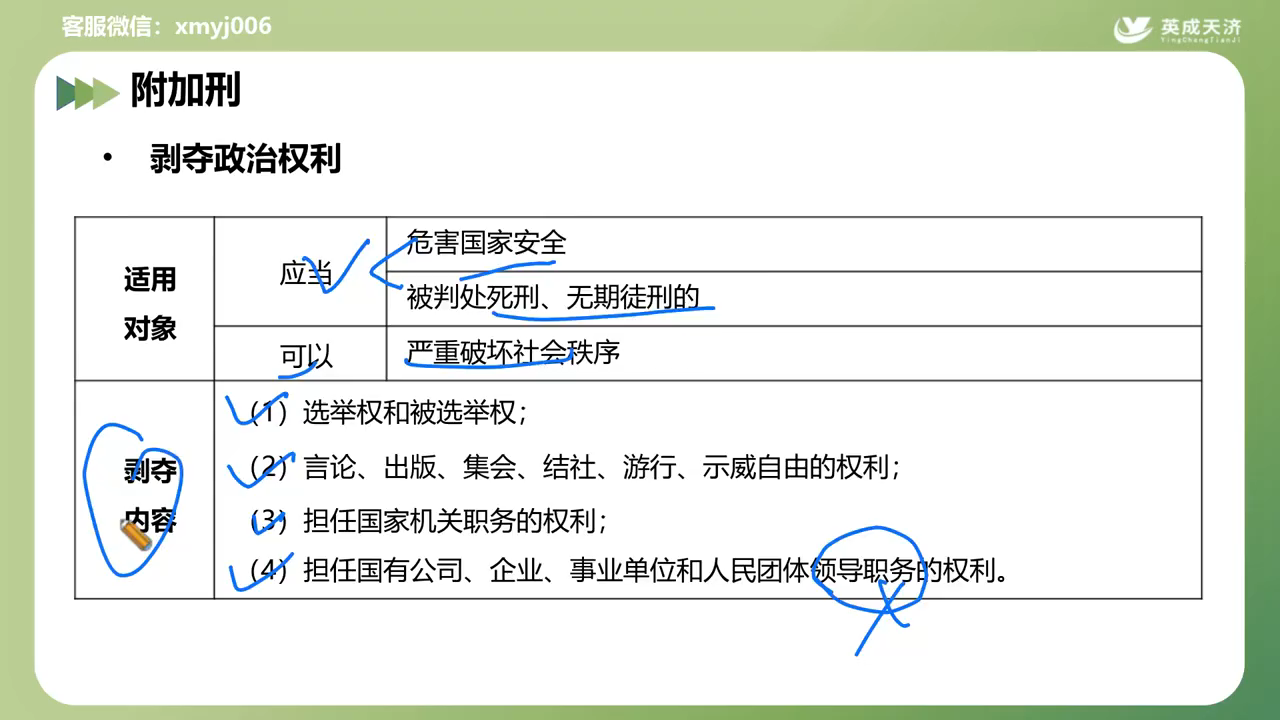 客服微信：xmyj006
英成天济
YingChengTianJi
附加刑
• 剥夺政治权利
适用
对象
应当
危害国家安全
被判处死刑、无期徒刑的
可以
严重破坏社会秩序
剥夺
内容
（1）选举权和被选举权；
（2）言论、出版、集会、结社、游行、示威自由的权利；
（3）担任国家机关职务的权利；
（4）担任国有公司、企业、事业单位和人民团体领导职务的权利。